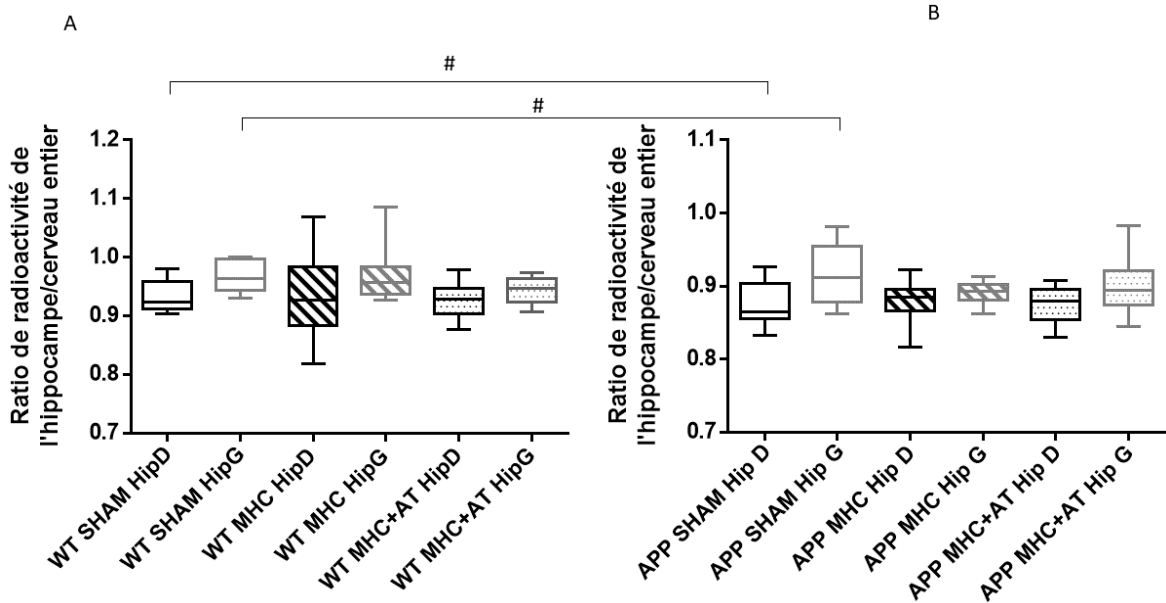 A
B
#
#
Ratio de radioactivité de
l'hippocampe/cerveau entier
1.2
1.1
1.0
0.9
0.8
0.7
WT SHAM HipD
WT SHAM HipG
WT MHC HipD
WT MHC HipG
WT MHC+AT HipD
WT MHC+AT HipG
Ratio de radioactivité de
l'hippocampe/cerveau entier
1.1
1.0
0.9
0.8
0.7
APP SHAM Hip D
APP SHAM Hip G
APP MHC Hip D
APP MHC Hip G
APP MHC+AT Hip D
APP MHC+AT Hip G